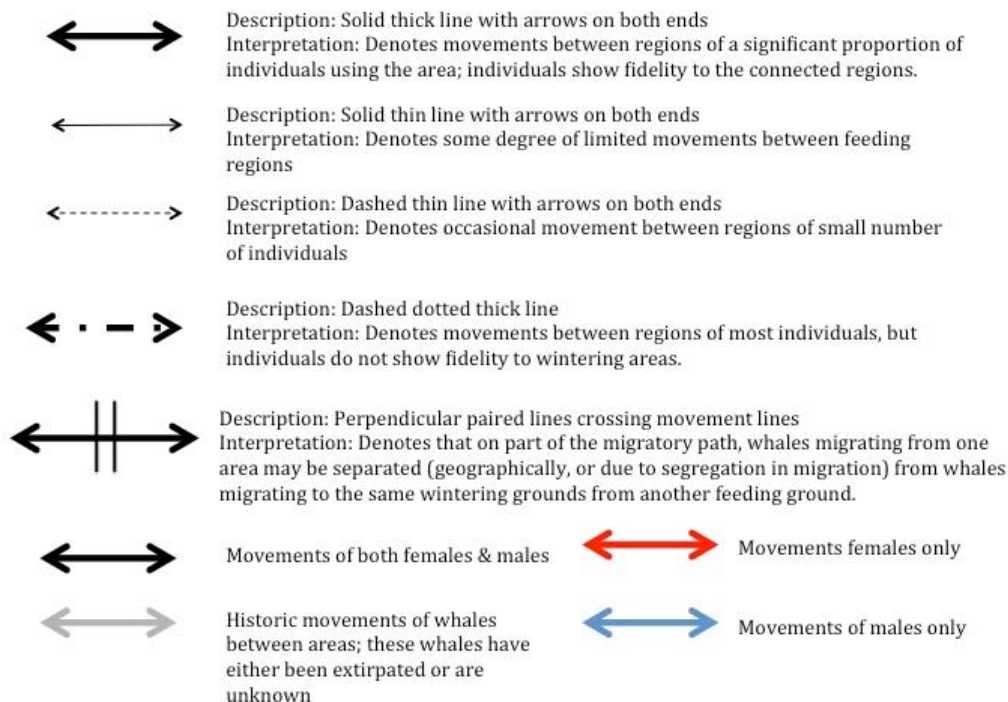 Description: Solid thick line with arrows on both ends
Interpretation: Denotes movements between regions of a significant proportion of
individuals using the area; individuals show fidelity to the connected regions.
Description: Solid thin line with arrows on both ends
Interpretation: Denotes some degree of limited movements between feeding
regions
Description: Dashed thin line with arrows on both ends
Interpretation: Denotes occasional movement between regions of small number
of individuals
Description: Dashed dotted thick line
Interpretation: Denotes movements between regions of most individuals, but
individuals do not show fidelity to wintering areas.
Description: Perpendicular paired lines crossing movement lines
Interpretation: Denotes that on part of the migratory path, whales migrating from one
area may be separated (geographically, or due to segregation in migration) from whales
migrating to the same wintering grounds from another feeding ground.
Movements of both females & males
Movements females only
Historic movements of whales
between areas; these whales have
either been extirpated or are
unknown
Movements of males only